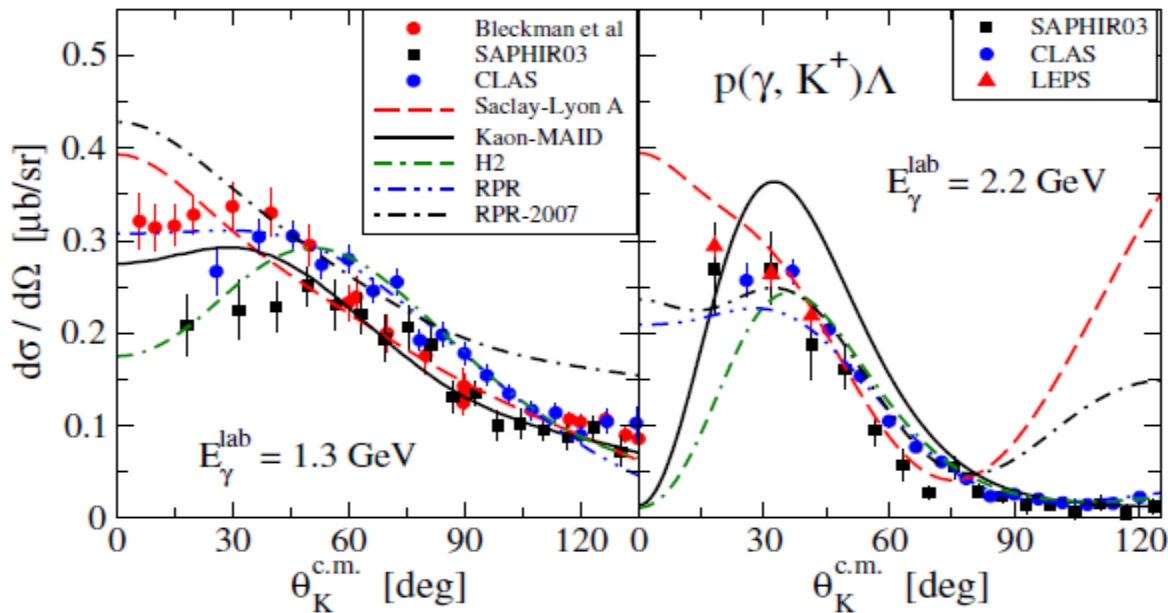 0.5
0.4
0.3
0.2
0.1
0
dσ / dΩ [μb/sr]
Bleckman et al
SAPHIR03
CLAS
Saclay-Lyon A
Kaon-MAID
H2
RPR
RPR-2007
E_γ^lab = 1.3 GeV
0 30 60 90 120
θ_K^c.m. [deg]
SAPHIR03
CLAS
LEPS
p(γ, K⁺)Λ
E_γ^lab = 2.2 GeV
0 30 60 90 120
θ_K^c.m. [deg]